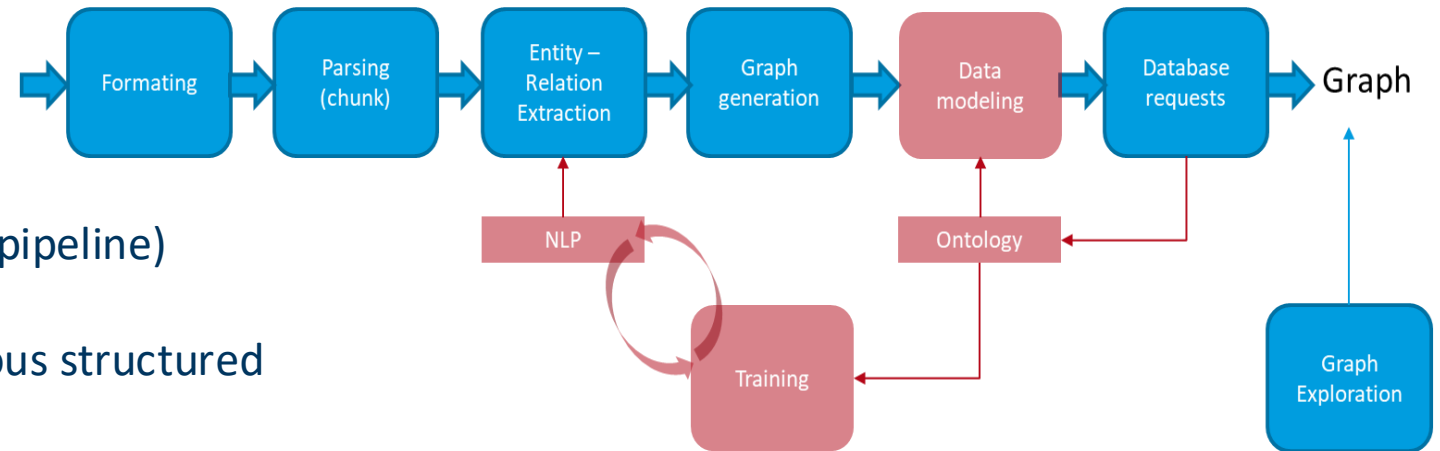 Formating
Parsing
(chunk)
Entity –
Relation
Extraction
Graph
generation
Data
modeling
Database
requests
Graph
pipeline)
NLP
Ontology
ous structured
Training
Graph
Exploration